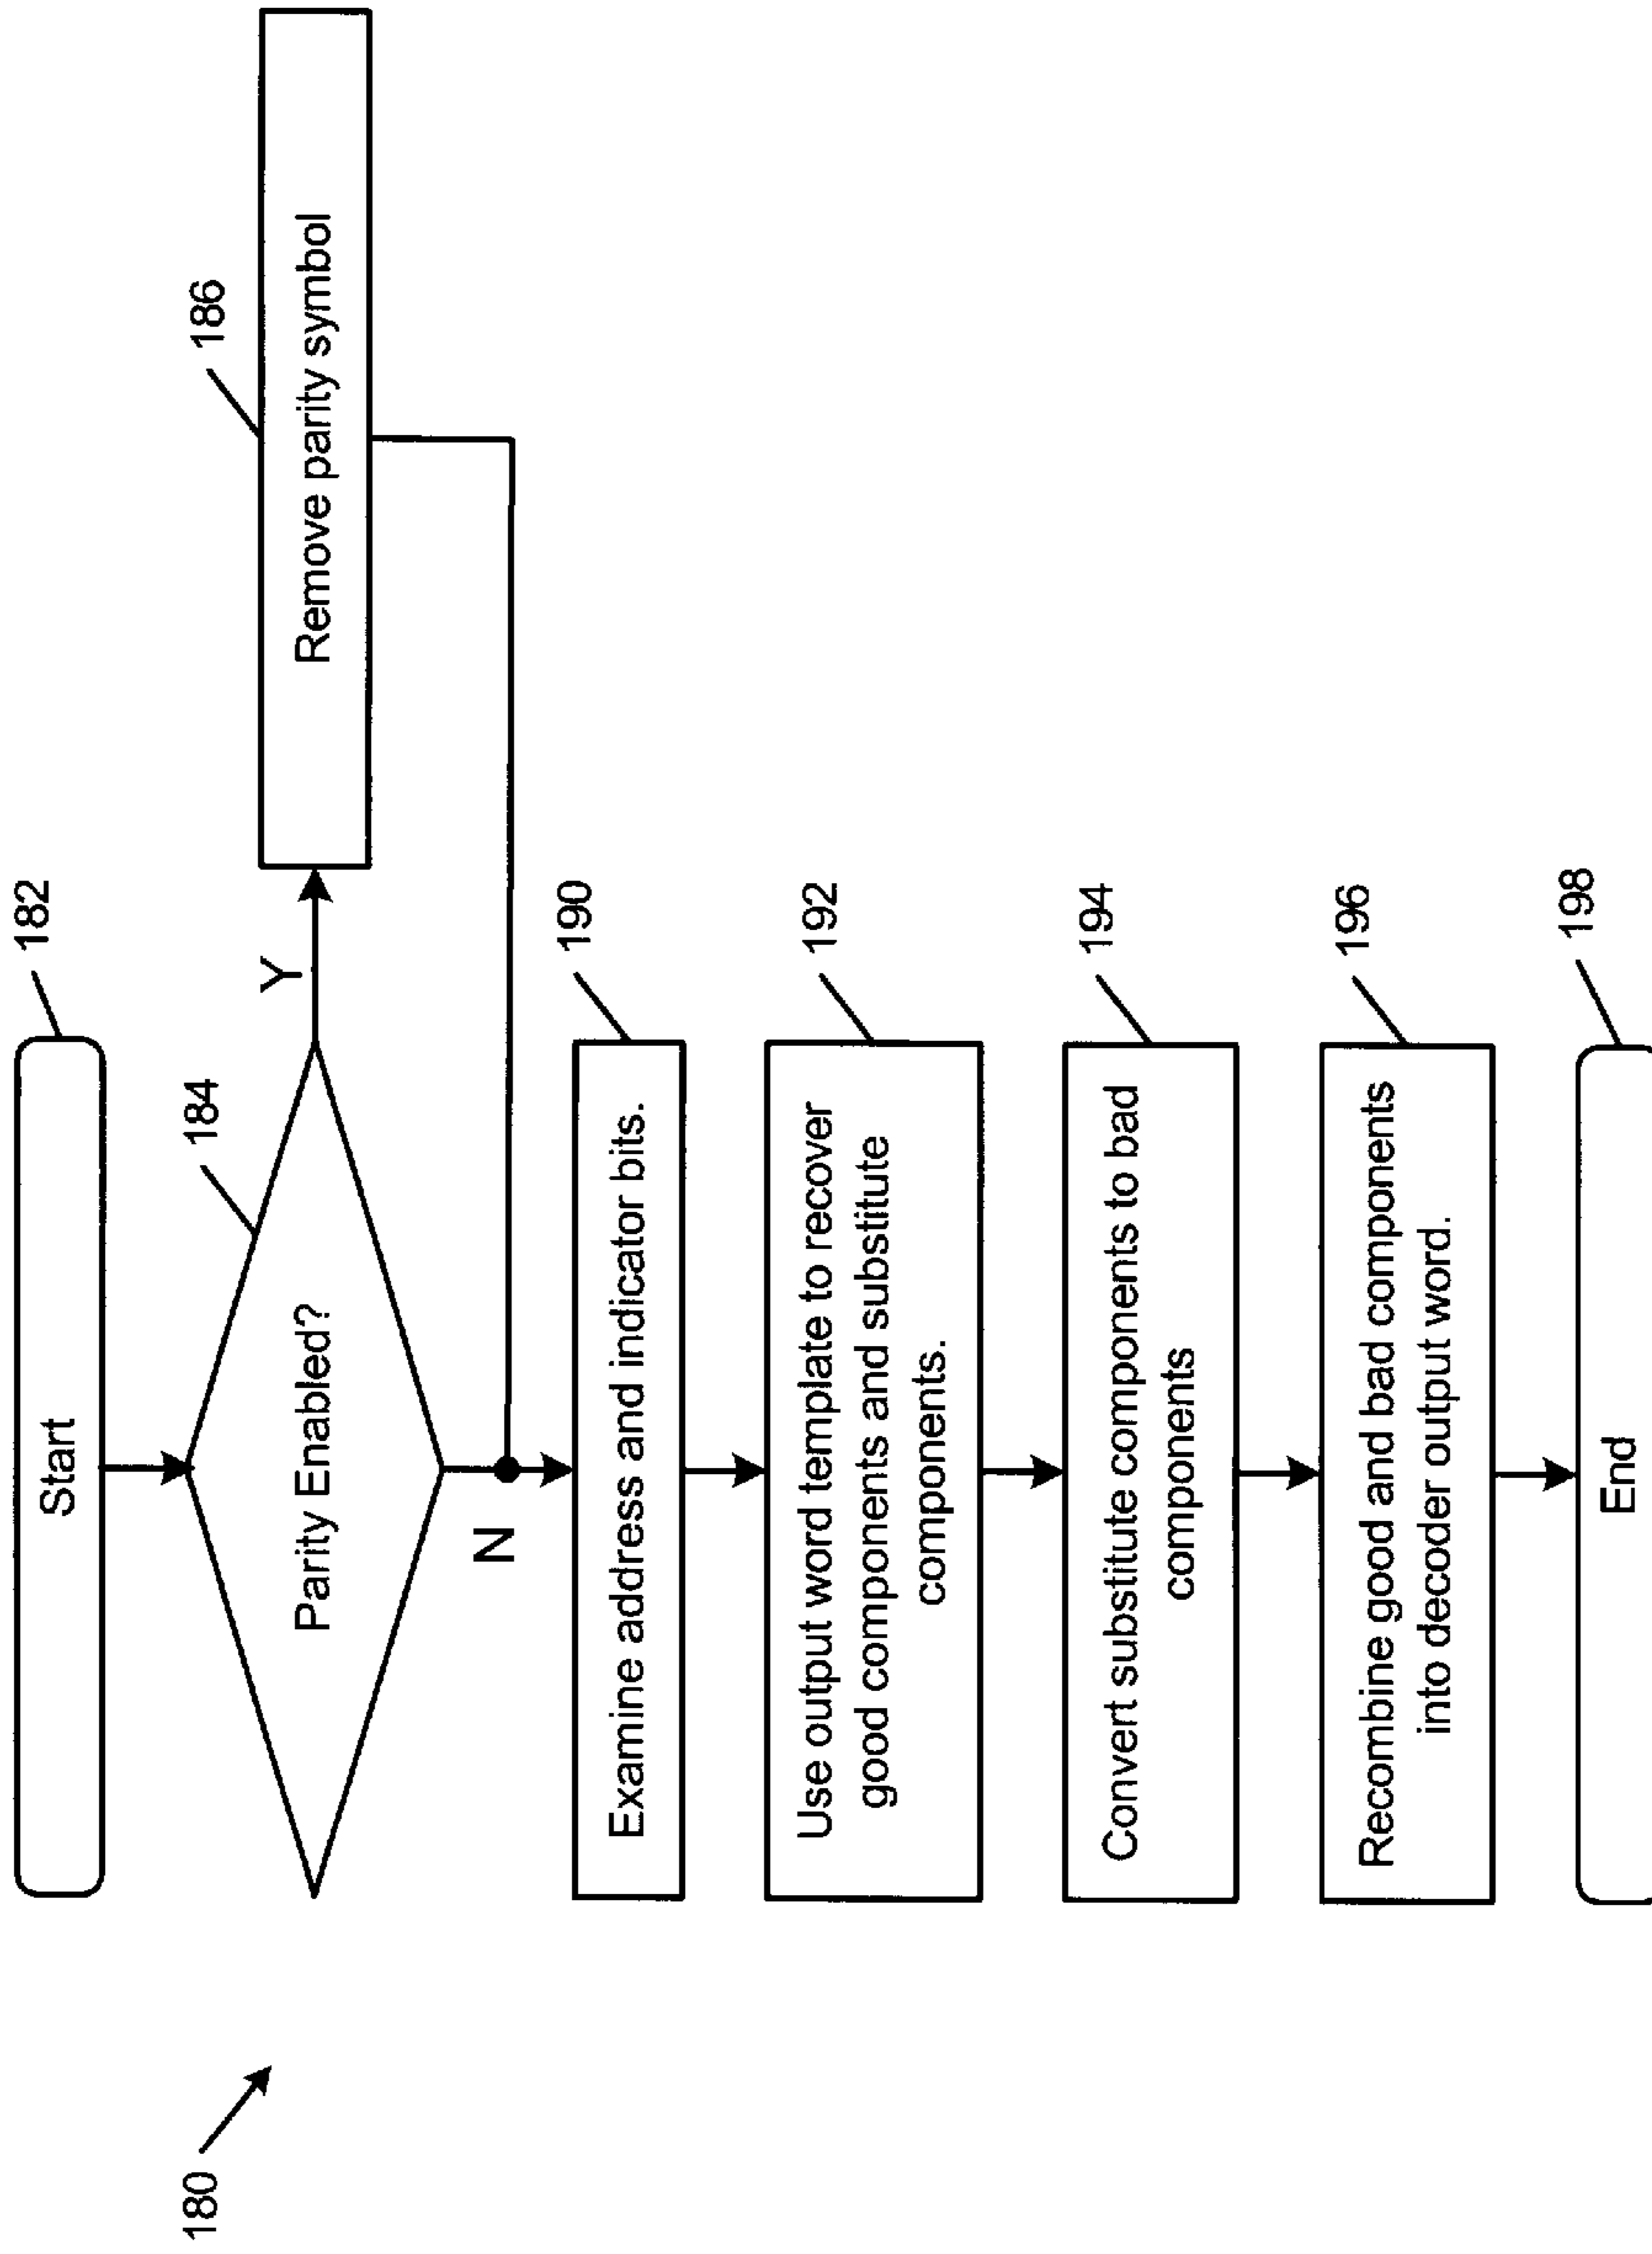 180
Start
182
184
Parity Enabled?
Y
186
Remove parity symbol
N
190
Examine address and indicator bits.
192
Use output word template to recover
good components and substitute
components.
194
Convert substitute components to bad
components
196
Recombine good and bad components
into decoder output word.
198
End